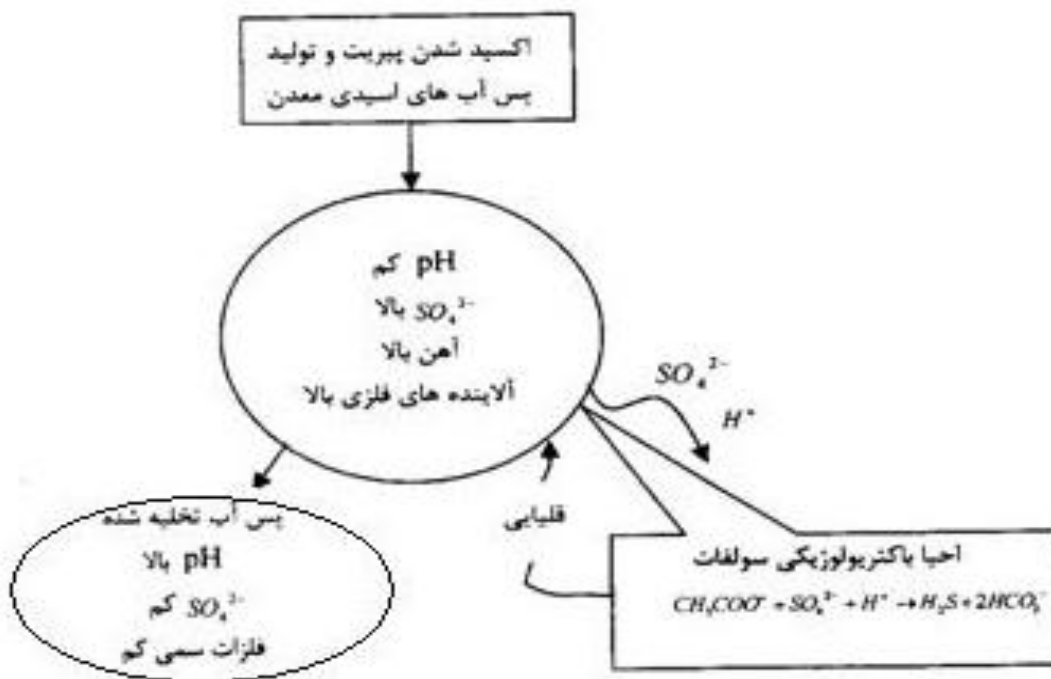 اکسید شدن پیریت و تولید
پس آب های اسیدی معدن
pH کم
SO₄²⁻ بالا
آهن بالا
آلاینده های فلزی بالا
SO₄²⁻
H⁺
قلیایی
پس آب تخلیه شده
pH بالا
SO₄²⁻ کم
فلزات سمی کم
احیا باکتریولوژیکی سولفات
CH₃COO⁻ + SO₄²⁻ + H⁺ → H₂S + 2HCO₃⁻